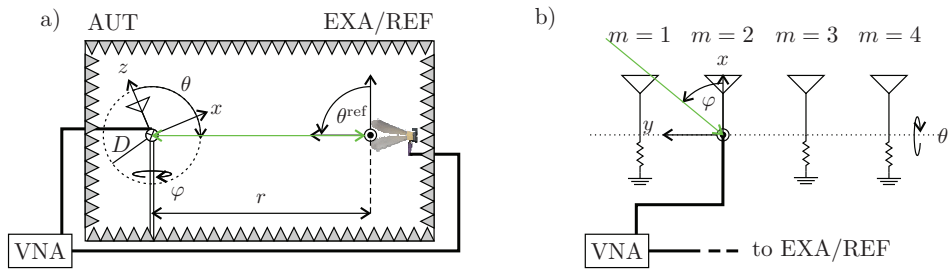 a)
AUT
EXA/REF
z
θ
x
θ^ref
D
φ
r
VNA
b)
m = 1
m = 2
m = 3
m = 4
x
φ
y
θ
VNA
to EXA/REF